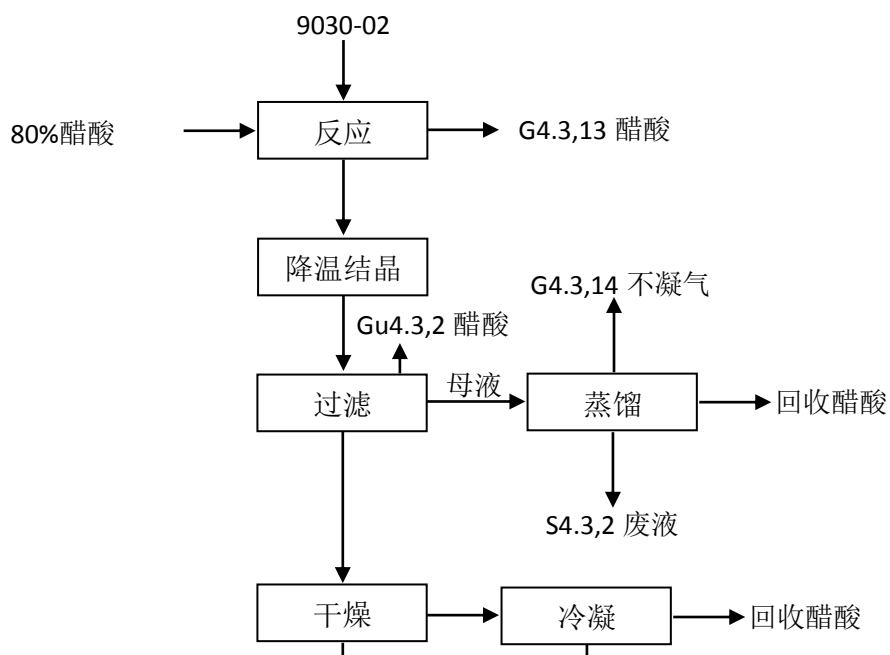 9030-02
80%醋酸
反应
G4.3,13 醋酸
降温结晶
G4.3,14 不凝气
Gu4.3,2 醋酸
过滤
母液
蒸馏
回收醋酸
S4.3,2 废液
干燥
冷凝
回收醋酸